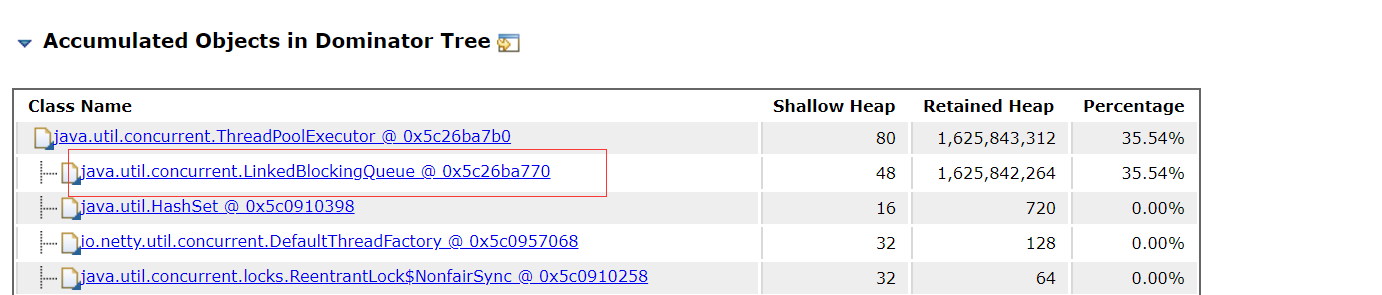 Accumulated Objects in Dominator Tree
Class Name Shallow Heap Retained Heap Percentage
java.util.concurrent.ThreadPoolExecutor @ 0x5c26ba7b0 80 1,625,843,312 35.54%
java.util.concurrent.LinkedBlockingQueue @ 0x5c26ba770 48 1,625,842,264 35.54%
java.util.HashSet @ 0x5c0910398 16 720 0.00%
io.netty.util.concurrent.DefaultThreadFactory @ 0x5c0957068 32 128 0.00%
java.util.concurrent.locks.ReentrantLock$NonfairSync @ 0x5c0910258 32 64 0.00%